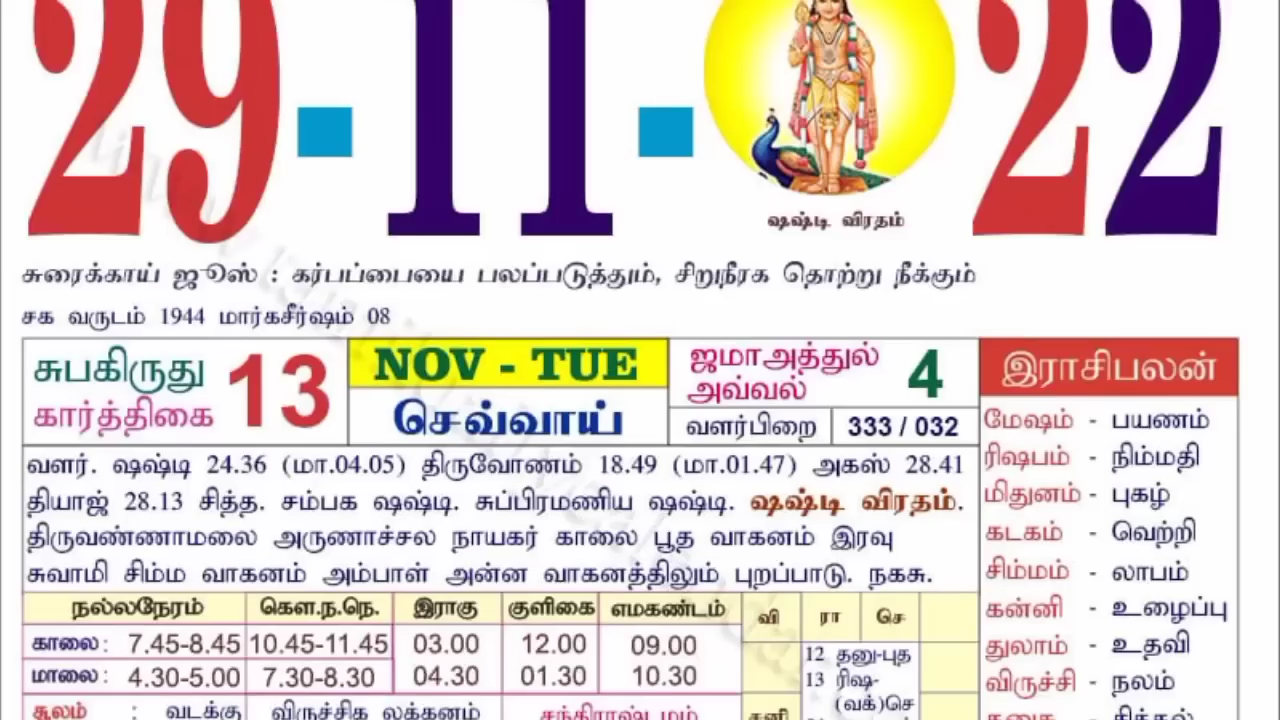 29-11-22
ஷஷ்டி விரதம்
சுரைக்காய் ஜூஸ் : கர்பப்பையை பலப்படுத்தும், சிறுநீரக தொற்று நீக்கும்
சக வருடம் 1944 மார்கசீர்ஷம் 08
சுபகிருது
கார்த்திகை
13
NOV - TUE
செவ்வாய்
ஜமாஅத்துல்
அவ்வல்
4
வளர்பிறை 333 / 032
இராசிபலன்
வளர். ஷஷ்டி 24.36 (மா.04.05) திருவோணம் 18.49 (மா.01.47) அகஸ் 28.41
தியாஜ் 28.13 சித்த. சம்பக ஷஷ்டி. சுப்பிரமணிய ஷஷ்டி. ஷஷ்டி விரதம்.
திருவண்ணாமலை அருணாச்சல நாயகர் காலை பூத வாகனம் இரவு
சுவாமி சிம்ம வாகனம் அம்பாள் அன்ன வாகனத்திலும் புறப்பாடு. நகசு.
நல்லநேரம் கௌ.ந.நெ. இராகு குளிகை எமகண்டம்
காலை: 7.45-8.45 10.45-11.45 03.00 12.00 09.00
மாலை: 4.30-5.00 7.30-8.30 04.30 01.30 10.30
சூலம் : வடக்கு விருச்சிக லக்கனம் சந்திராஷ்டமம்
வி ரா செ
12 தனு-புத
13 ரிஷ-
(வக்)செ
சனி
மேஷம் - பயணம்
ரிஷபம் - நிம்மதி
மிதுனம் - புகழ்
கடகம் - வெற்றி
சிம்மம் - லாபம்
கன்னி - உழைப்பு
துலாம் - உதவி
விருச்சி - நலம்